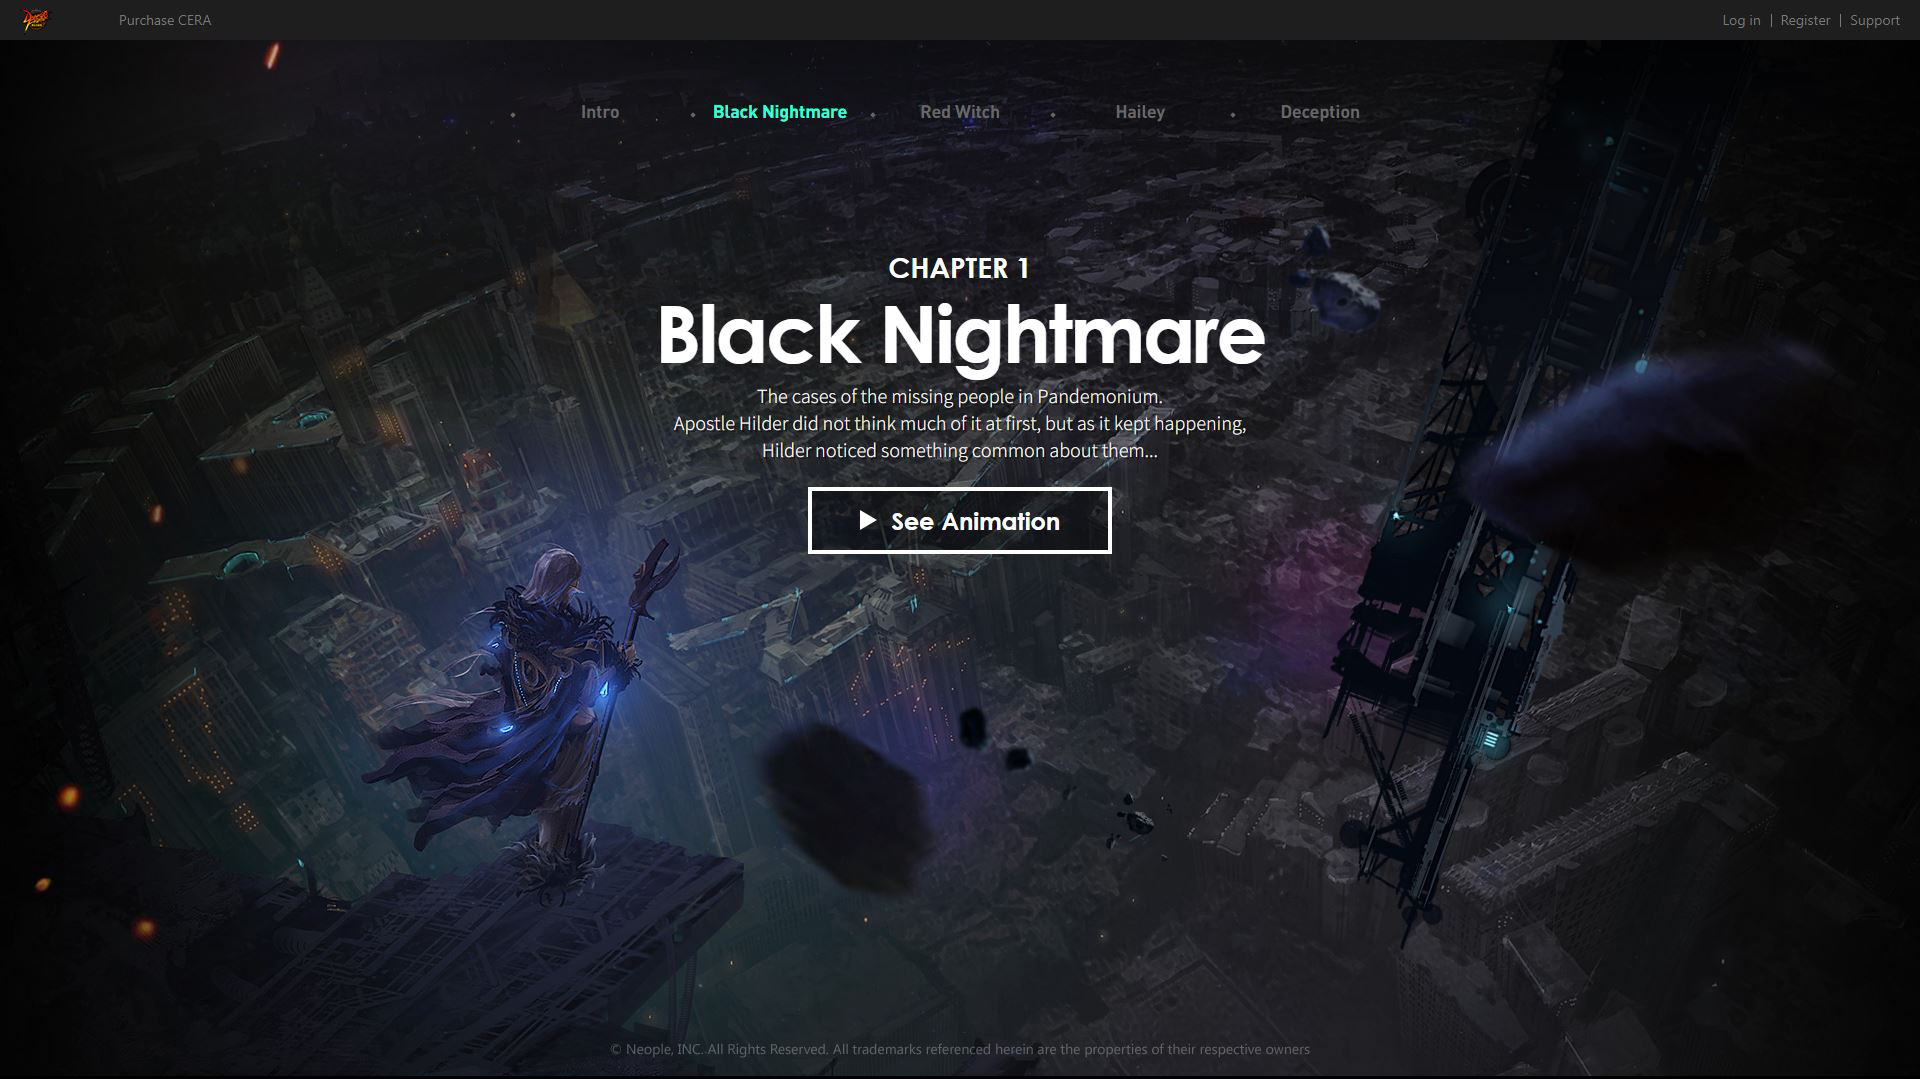 Purchase CERA
Log in | Register | Support
Intro
Black Nightmare
Red Witch
Hailey
Deception
CHAPTER 1
Black Nightmare
The cases of the missing people in Pandemonium.
Apostle Hilder did not think much of it at first, but as it kept happening,
Hilder noticed something common about them...
See Animation
© Neople, INC. All Rights Reserved. All trademarks referenced herein are the properties of their respective owners